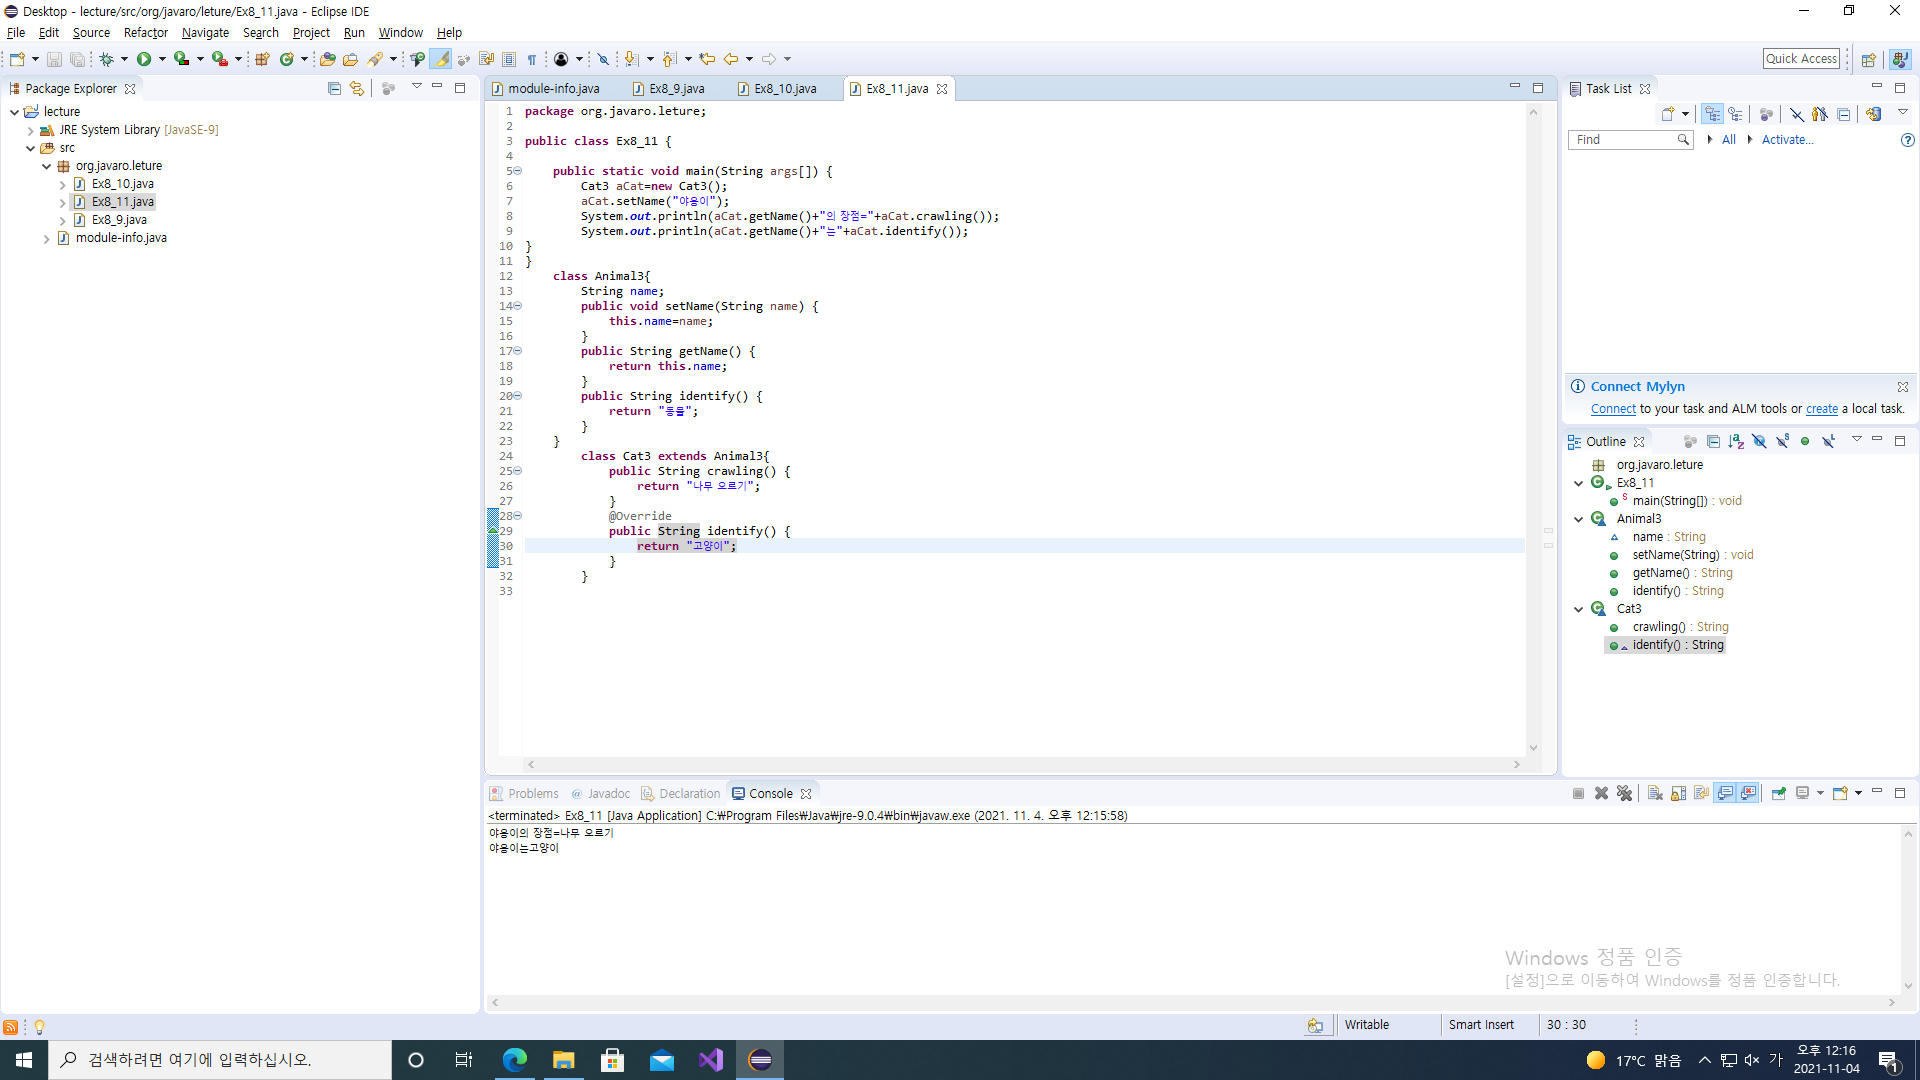 Desktop - lecture/src/org/javaro/leture/Ex8_11.java - Eclipse IDE
File Edit Source Refactor Navigate Search Project Run Window Help
Quick Access
Package Explorer
lecture
JRE System Library [JavaSE-9]
src
org.javaro.leture
Ex8_10.java
Ex8_11.java
Ex8_9.java
module-info.java
module-info.java Ex8_9.java Ex8_10.java Ex8_11.java
1 package org.javaro.leture;
2
3 public class Ex8_11 {
4
5 public static void main(String args[]) {
6 Cat3 aCat=new Cat3();
7 aCat.setName("야옹이");
8 System.out.println(aCat.getName()+"의 장점="+aCat.crawling());
9 System.out.println(aCat.getName()+"는"+aCat.identify());
10 }
11 }
12 class Animal3{
13 String name;
14 public void setName(String name) {
15 this.name=name;
16 }
17 public String getName() {
18 return this.name;
19 }
20 public String identify() {
21 return "동물";
22 }
23 }
24 class Cat3 extends Animal3{
25 public String crawling() {
26 return "나무 오르기";
27 }
28 @Override
29 public String identify() {
30 return "고양이";
31 }
32 }
33
Task List
Find
All Activate...
Connect Mylyn
Connect to your task and ALM tools or create a local task.
Outline
org.javaro.leture
Ex8_11
main(String[]) : void
Animal3
name : String
setName(String) : void
getName() : String
identify() : String
Cat3
crawling() : String
identify() : String
Problems @ Javadoc Declaration Console
<terminated> Ex8_11 [Java Application] C:₩Program Files₩Java₩jre-9.0.4₩bin₩javaw.exe (2021. 11. 4. 오후 12:15:58)
야옹이의 장점=나무 오르기
야옹이는고양이
Windows 정품 인증
[설정]으로 이동하여 Windows를 정품 인증합니다.
Writable Smart Insert 30 : 30
검색하려면 여기에 입력하십시오.
17°C 맑음
가
오후 12:16
2021-11-04
1